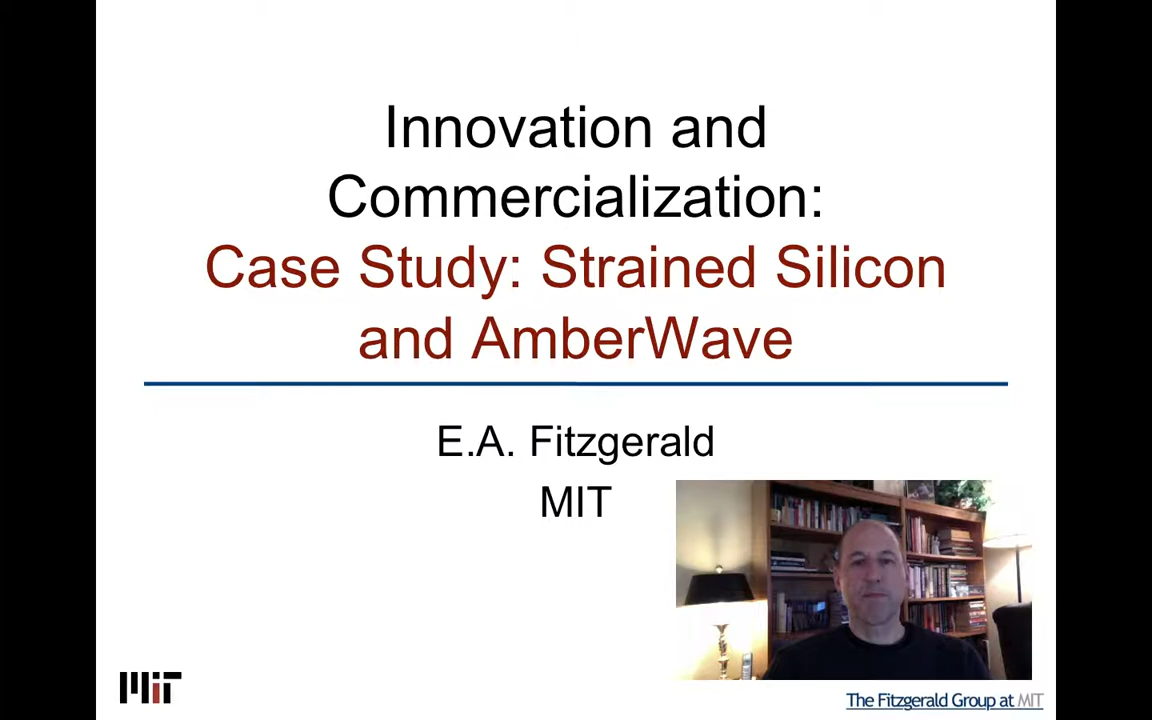 Innovation and
Commercialization:
Case Study: Strained Silicon
and AmberWave
E.A. Fitzgerald
MIT
MiT
The Fitzgerald Group at MIT